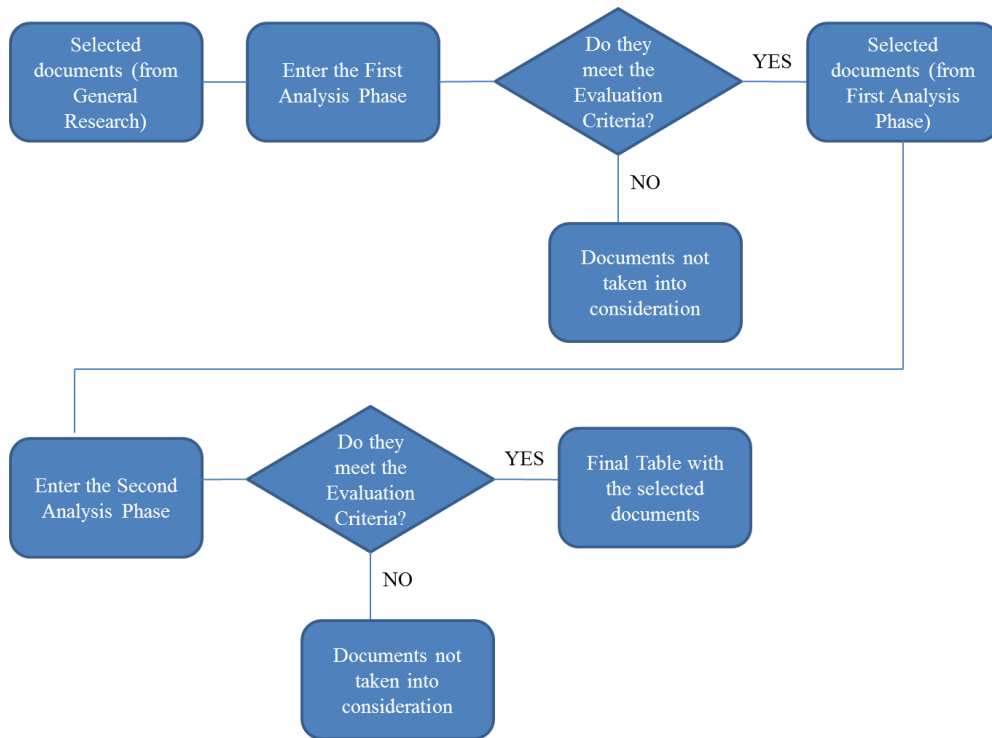 Selected
documents (from
General
Research)
Enter the First
Analysis Phase
Do they
meet the
Evaluation
Criteria?
YES
Selected
documents (from
First Analysis
Phase)
NO
Documents not
taken into
consideration
Enter the Second
Analysis Phase
Do they
meet the
Evaluation
Criteria?
YES
Final Table with
the selected
documents
NO
Documents not
taken into
consideration